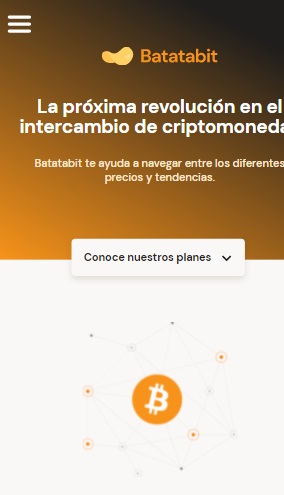 Batatabit
La próxima revolución en el
intercambio de criptomoneda
Batatabit te ayuda a navegar entre los diferentes
precios y tendencias.
Conoce nuestros planes